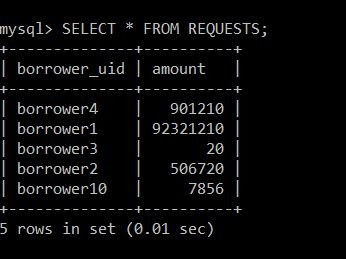 mysql> SELECT * FROM REQUESTS;
+--------------+----------+
| borrower_uid | amount   |
+--------------+----------+
| borrower4    |   901210 |
| borrower1    | 92321210 |
| borrower3    |       20 |
| borrower2    |   506720 |
| borrower10   |     7856 |
+--------------+----------+
5 rows in set (0.01 sec)